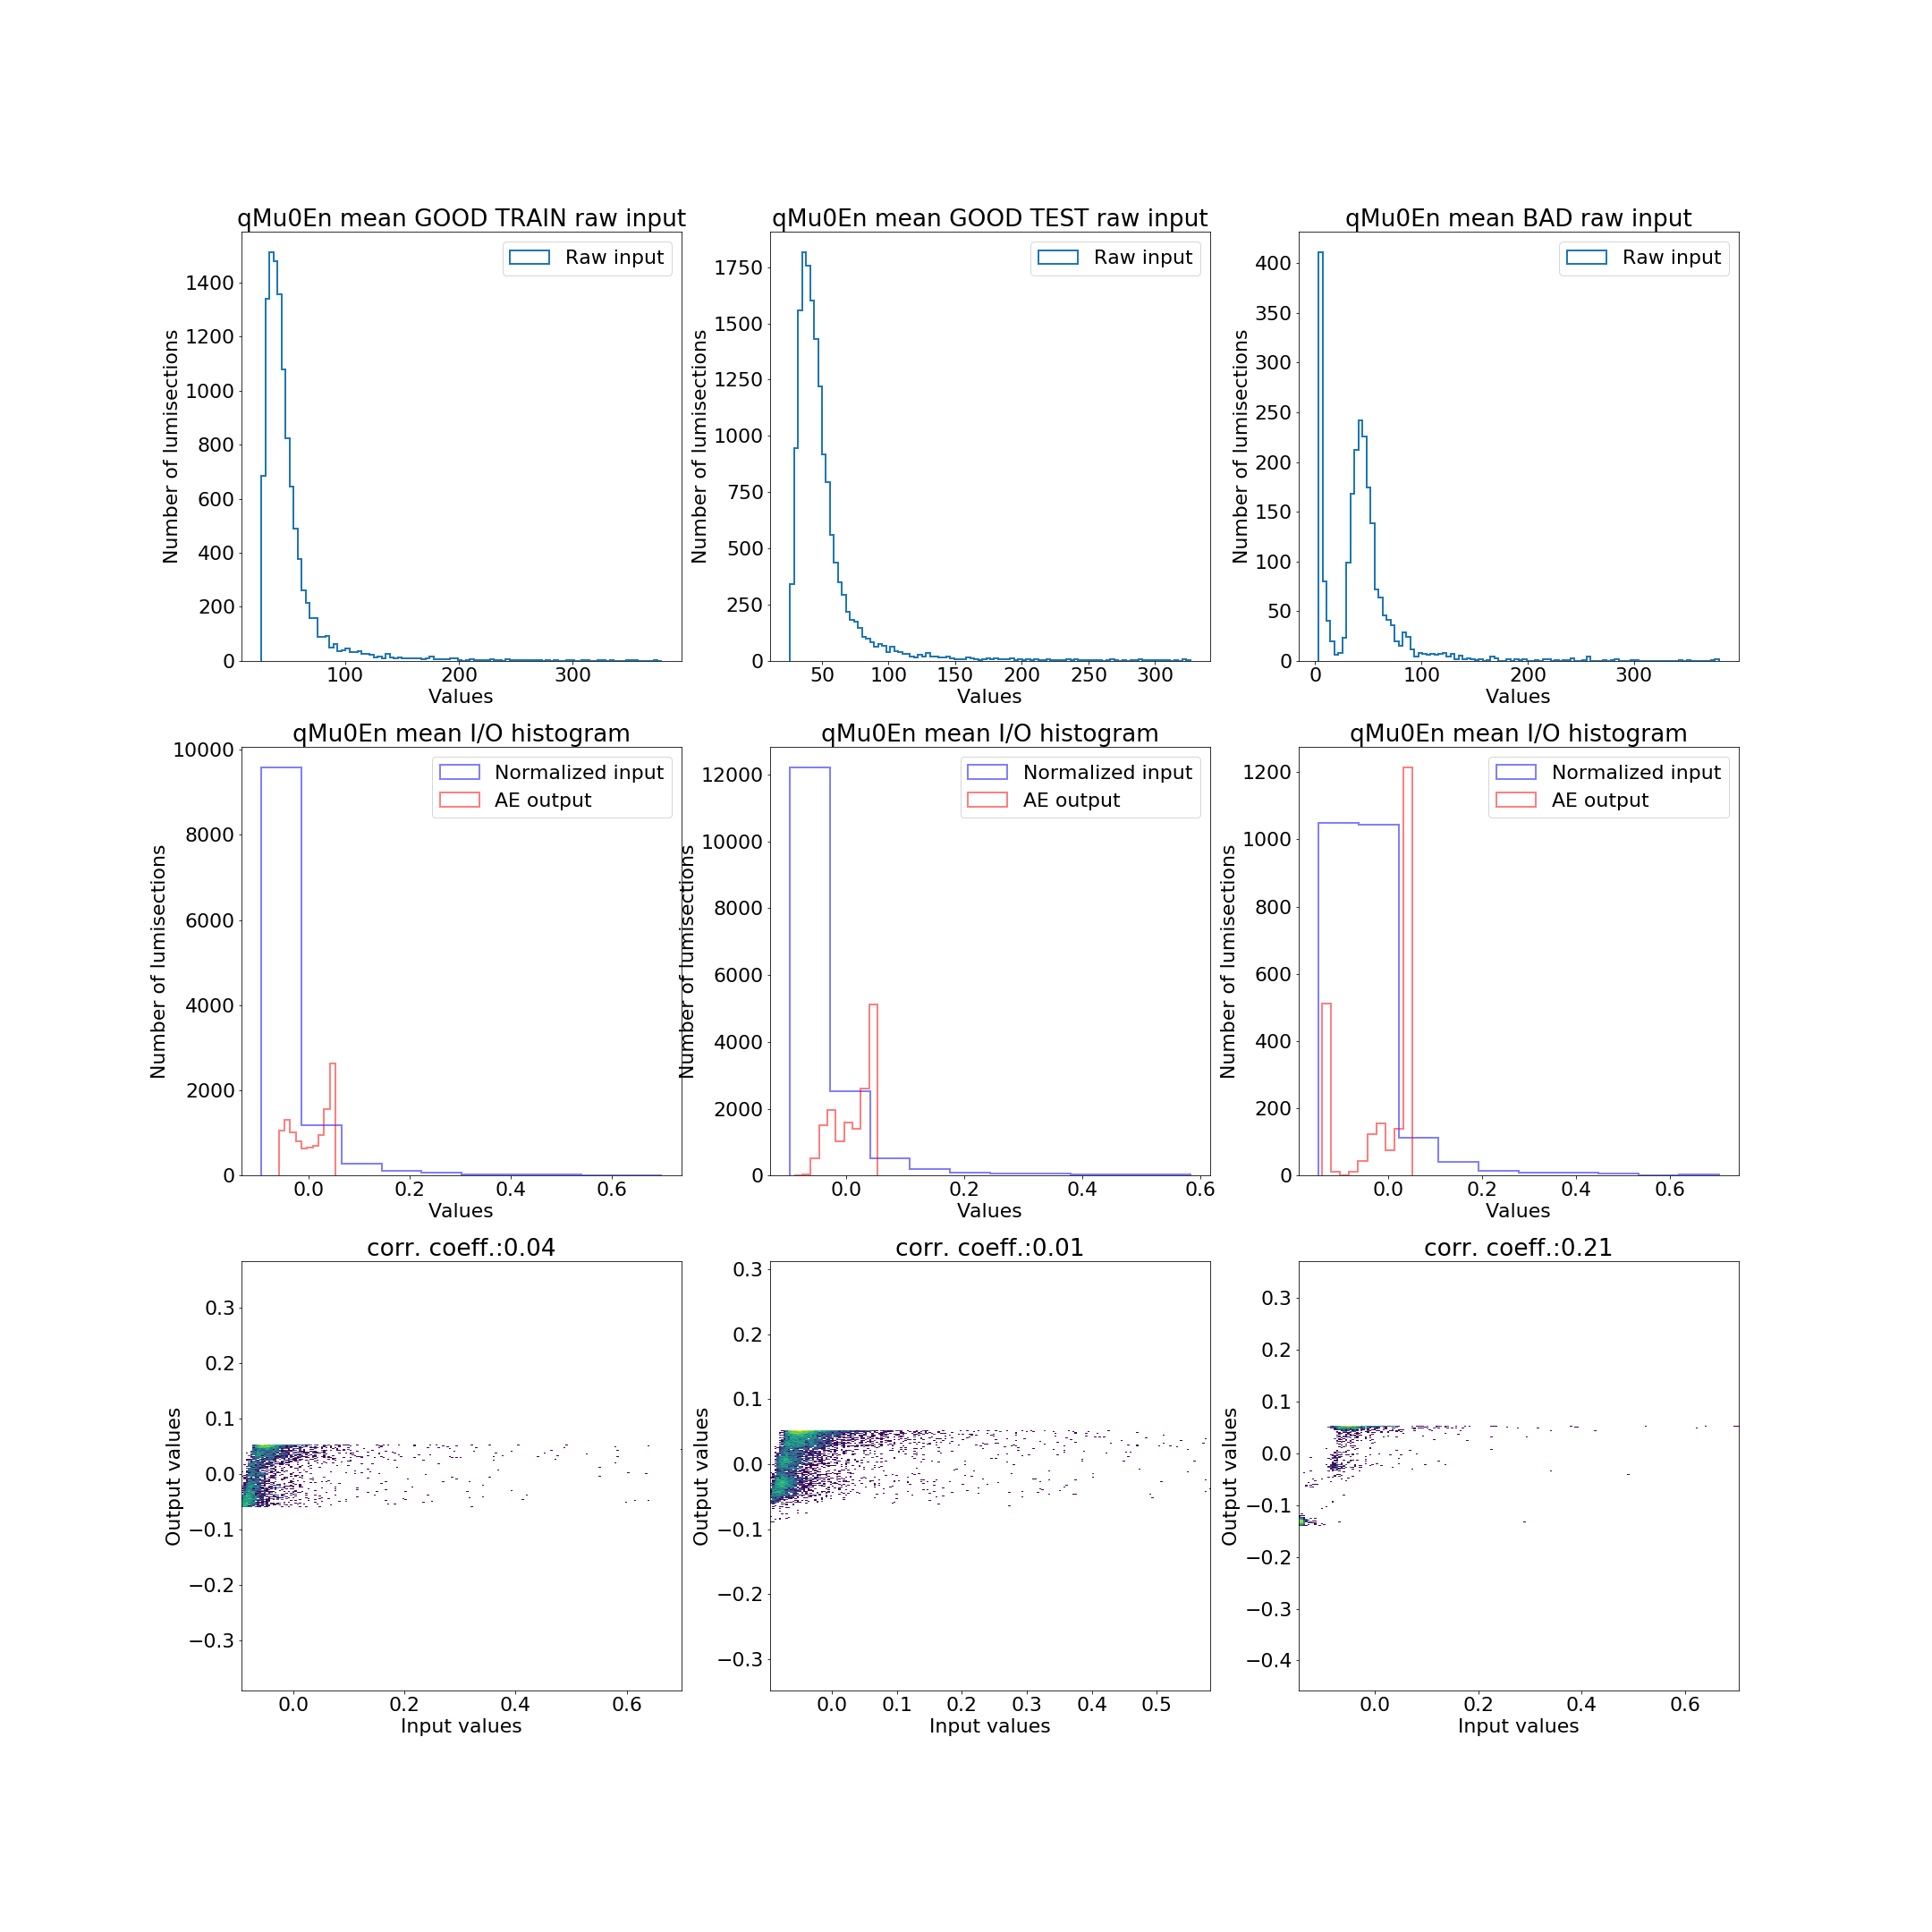 qMu0En mean GOOD TRAIN raw input
Raw input
Number of lumisections
1400
1200
1000
800
600
400
200
0
100 200 300
Values
qMu0En mean GOOD TEST raw input
Raw input
Number of lumisections
1750
1500
1250
1000
750
500
250
0
50 100 150 200 250 300
Values
qMu0En mean BAD raw input
Raw input
Number of lumisections
400
350
300
250
200
150
100
50
0
0 100 200 300
Values
qMu0En mean I/O histogram
Normalized input
AE output
Number of lumisections
10000
8000
6000
4000
2000
0
0.0 0.2 0.4 0.6
Values
qMu0En mean I/O histogram
Normalized input
AE output
Number of lumisections
12000
10000
8000
6000
4000
2000
0
0.0 0.2 0.4 0.6
Values
qMu0En mean I/O histogram
Normalized input
AE output
Number of lumisections
1200
1000
800
600
400
200
0
0.0 0.2 0.4 0.6
Values
corr. coeff.:0.04
Output values
0.3
0.2
0.1
0.0
−0.1
−0.2
−0.3
0.0 0.2 0.4 0.6
Input values
corr. coeff.:0.01
Output values
0.3
0.2
0.1
0.0
−0.1
−0.2
−0.3
0.0 0.1 0.2 0.3 0.4 0.5
Input values
corr. coeff.:0.21
Output values
0.3
0.2
0.1
0.0
−0.1
−0.2
−0.3
−0.4
0.0 0.2 0.4 0.6
Input values